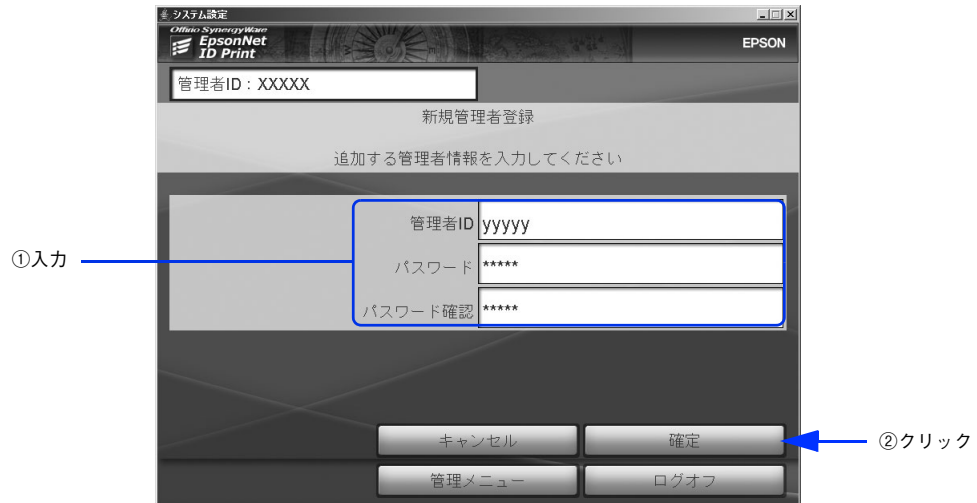 システム設定
Offirio SynergyWare
EpsonNet
ID Print
EPSON
管理者ID：XXXXX
新規管理者登録
追加する管理者情報を入力してください
管理者ID yyyyy
①入力
パスワード *****
パスワード確認 *****
キャンセル 確定
②クリック
管理メニュー ログオフ